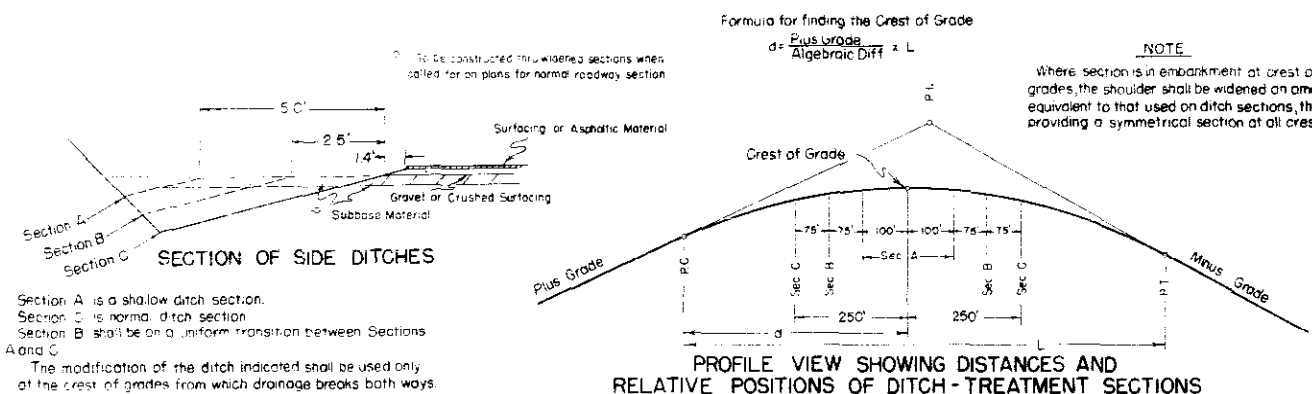 To be constructed thru widened sections when
called for on plans for normal roadway section
5.0'
2.5'
1.4'
Surfacing or Asphaltic Material
Gravel or Crushed Surfacing
Subbase Material
Section A
Section B
Section C
SECTION OF SIDE DITCHES
Section A is a shallow ditch section.
Section C is normal ditch section
Section B shall be on a uniform transition between Sections
A and C
The modification of the ditch indicated shall be used only
at the crest of grades from which drainage breaks both ways.
Formula for finding the Crest of Grade
d = Plus Grade
Algebraic Diff x L
NOTE
Where section is in embankment at crest
grades, the shoulder shall be widened an
equivalent to that used on ditch sections,
providing a symmetrical section at all
P.I.
Crest of Grade
75' 75' 100' 100' 75' 75'
Sec A
Plus Grade
P.C.
Sec C
Sec B
Sec B
Sec C
P.T.
Minus Grade
250' 250'
d
L
PROFILE VIEW SHOWING DISTANCES AND
RELATIVE POSITIONS OF DITCH-TREATMENT SECTIONS